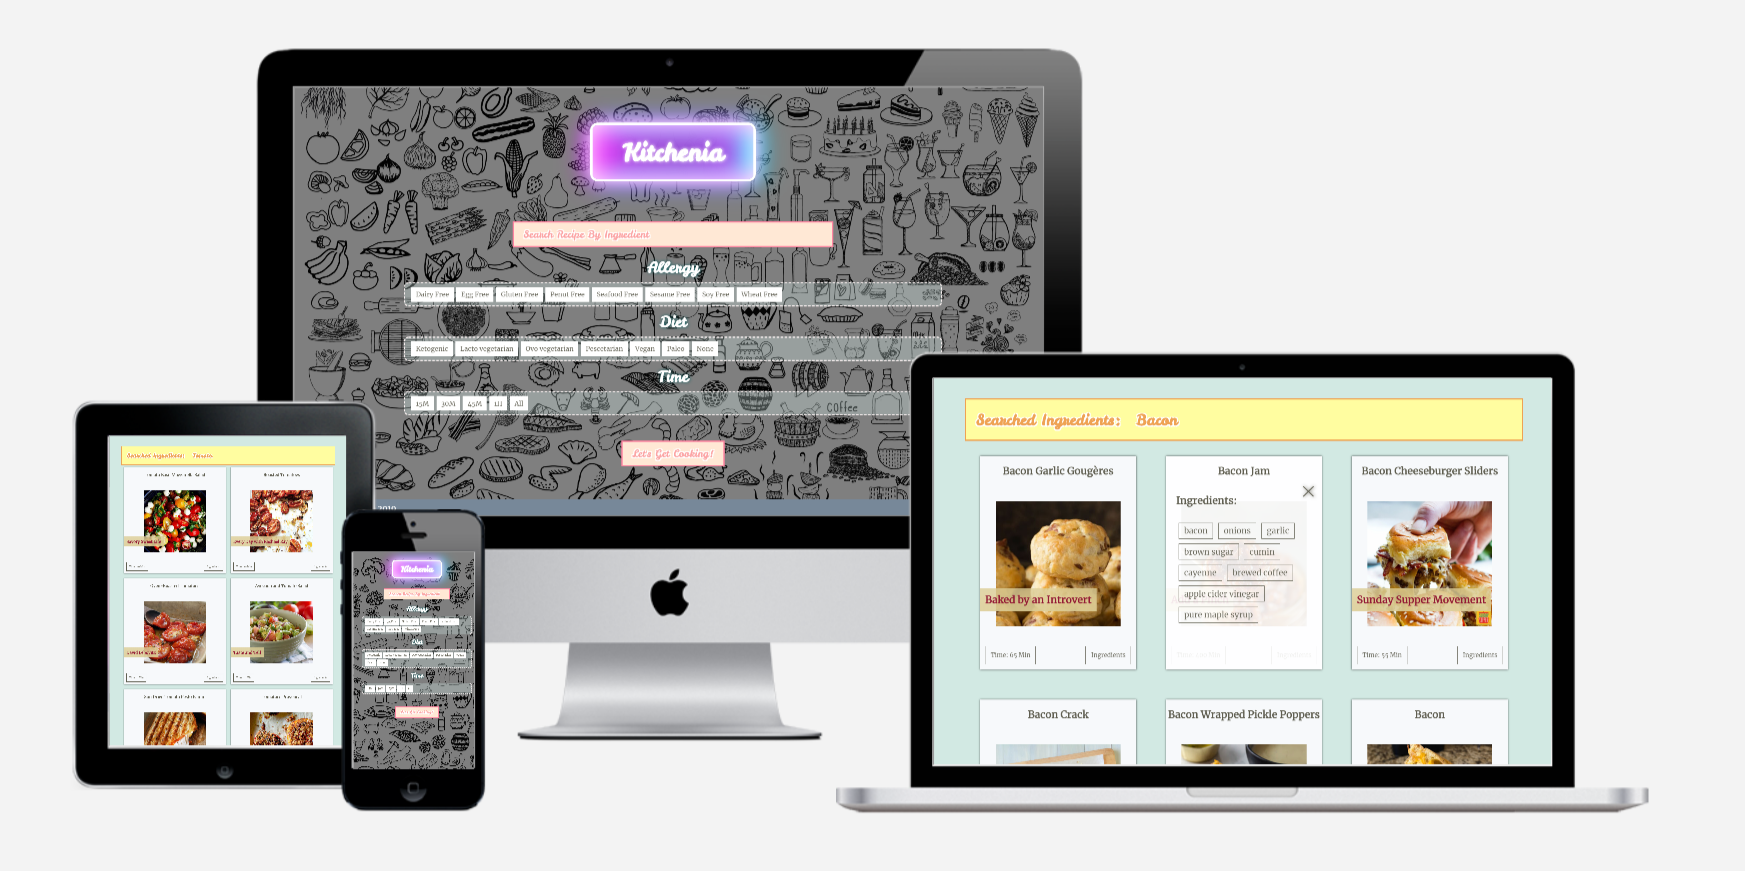 Kitchenia
Search Recipe By Ingredient
Allergy
Dairy Free Egg Free Gluten Free Penut Free Seafood Free Sesame Free Soy Free Wheat Free
Diet
Ketogenic Lacto vegetarian Ovo vegetarian Pescetarian Vegan Paleo None
Time
15M 30M 45M 1H All
Let's Get Cooking!
2019
COffee
Searched Ingredients: Bacon
Bacon Garlic Gougères
Baked by an Introvert
Time: 65 Min Ingredients
Bacon Jam
Ingredients:
bacon onions garlic
brown sugar cumin
cayenne brewed coffee
apple cider vinegar
pure maple syrup
Bacon Cheeseburger Sliders
Sunday Supper Movement
Time: 55 Min Ingredients
Bacon Crack
Bacon Wrapped Pickle Poppers
Bacon
Searched Ingredients: Tomato
Kitchenia
Allergy
Diet
Time